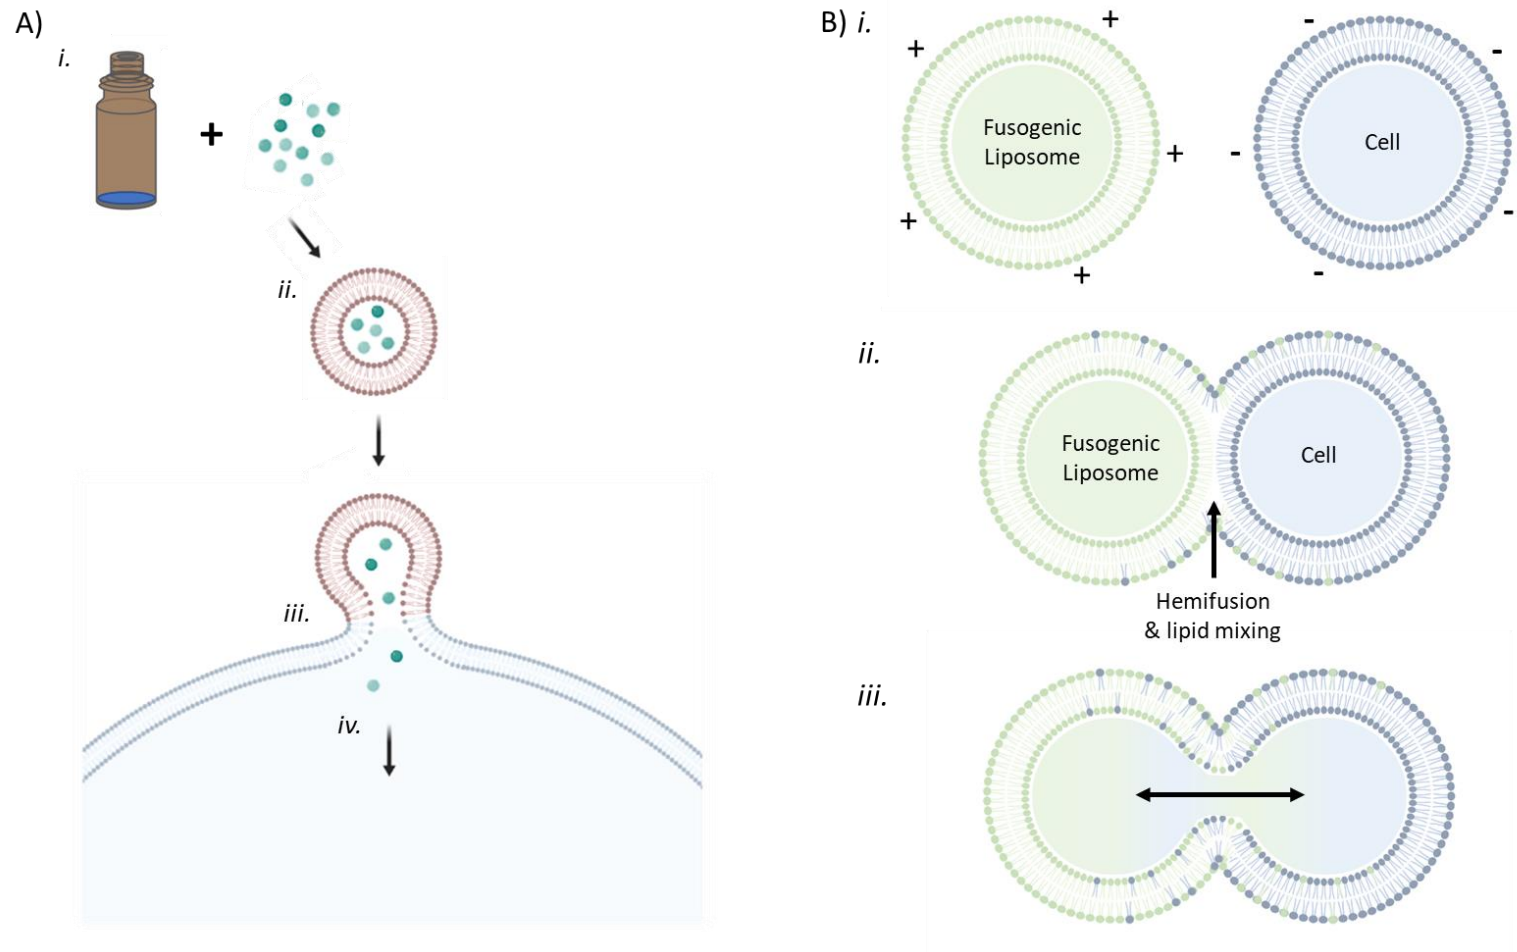 A)
i.
+
ii.
iii.
iv.
B) i.
+
+
+
+
+
Fusogenic
Liposome
-
-
-
-
-
Cell
ii.
Fusogenic
Liposome
Cell
Hemifusion
& lipid mixing
iii.